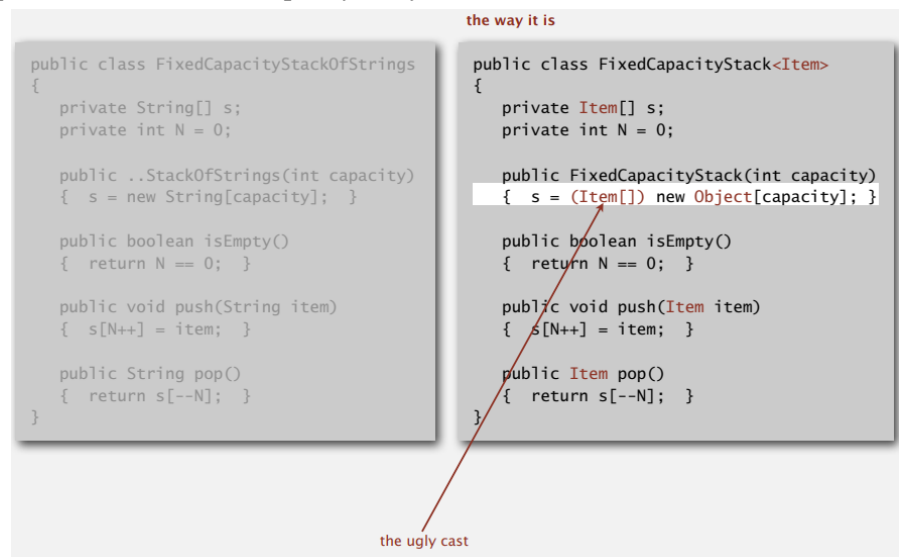 the way it is
public class FixedCapacityStackOfStrings
{
private String[] s;
private int N = 0;
public ..StackOfStrings(int capacity)
{ s = new String[capacity]; }
public boolean isEmpty()
{ return N == 0; }
public void push(String item)
{ s[N++] = item; }
public String pop()
{ return s[--N]; }
}
public class FixedCapacityStack<Item>
{
private Item[] s;
private int N = 0;
public FixedCapacityStack(int capacity)
{ s = (Item[]) new Object[capacity]; }
public boolean isEmpty()
{ return N == 0; }
public void push(Item item)
{ s[N++] = item; }
public Item pop()
{ return s[--N]; }
}
the ugly cast